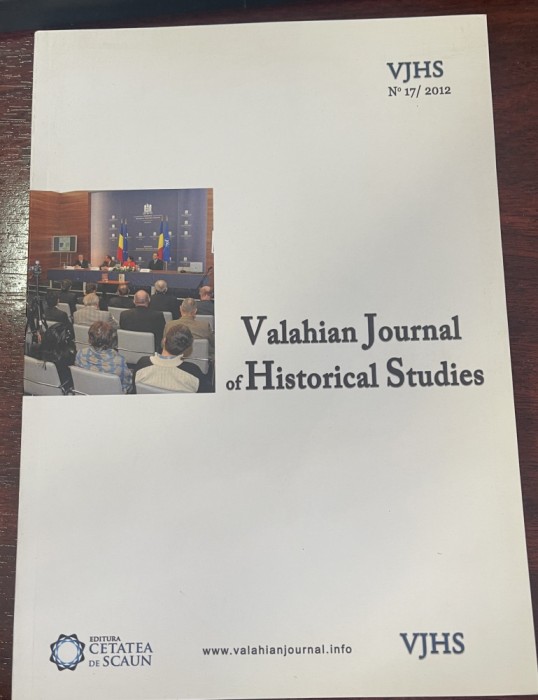 VJHS
Nº 17/ 2012
Valahian Journal
of Historical Studies
EDITURA
CETATEA
DE SCAUN
www.valahianjournal.info
VJHS